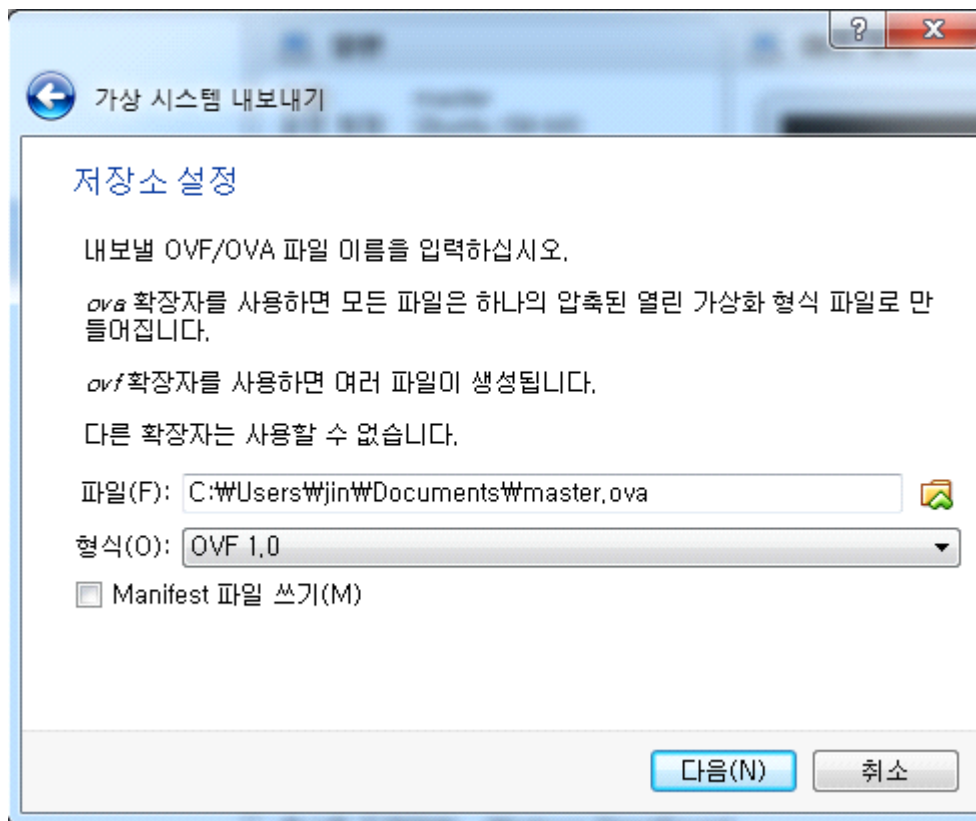 가상 시스템 내보내기
저장소 설정
내보낼 OVF/OVA 파일 이름을 입력하십시오.
ova 확장자를 사용하면 모든 파일은 하나의 압축된 열린 가상화 형식 파일로 만
들어집니다.
ovf 확장자를 사용하면 여러 파일이 생성됩니다.
다른 확장자는 사용할 수 없습니다.
파일(F): C:₩Users₩jin₩Documents₩master.ova
형식(O): OVF 1.0
Manifest 파일 쓰기(M)
다음(N) 취소